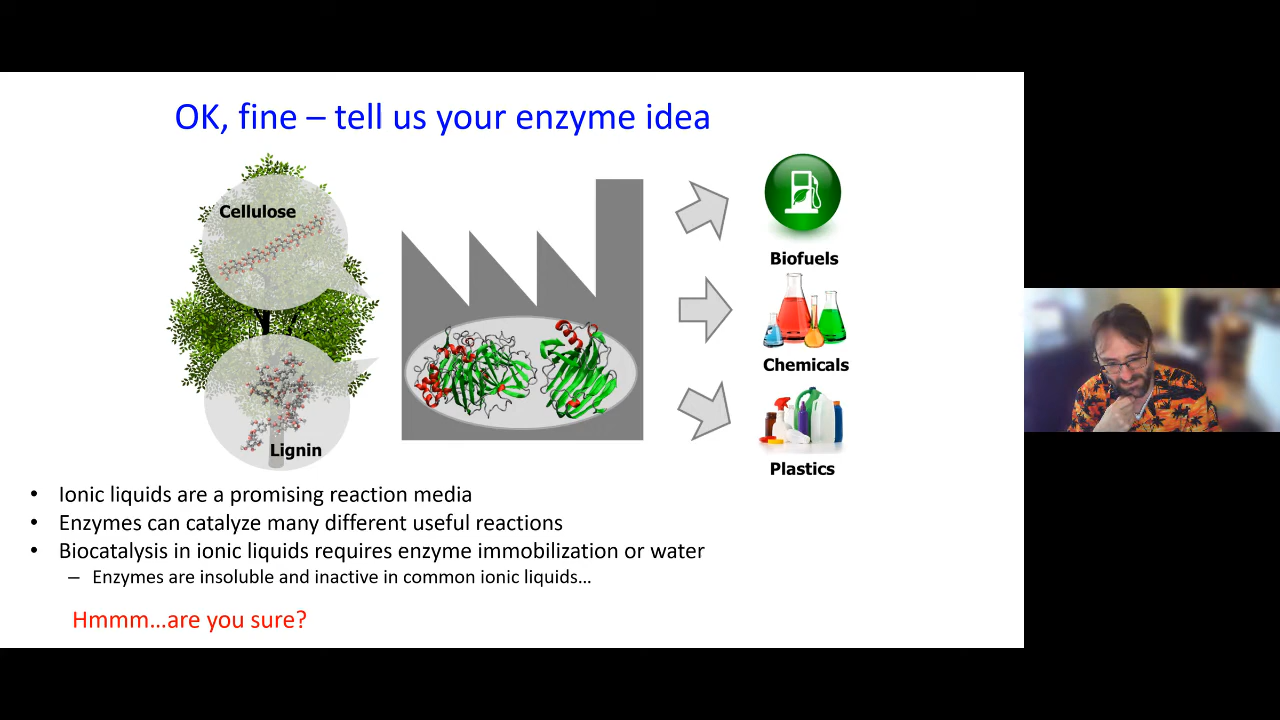 OK, fine – tell us your enzyme idea
Cellulose
Lignin
Biofuels
Chemicals
Plastics
• Ionic liquids are a promising reaction media
• Enzymes can catalyze many different useful reactions
• Biocatalysis in ionic liquids requires enzyme immobilization or water
– Enzymes are insoluble and inactive in common ionic liquids…
Hmmm…are you sure?